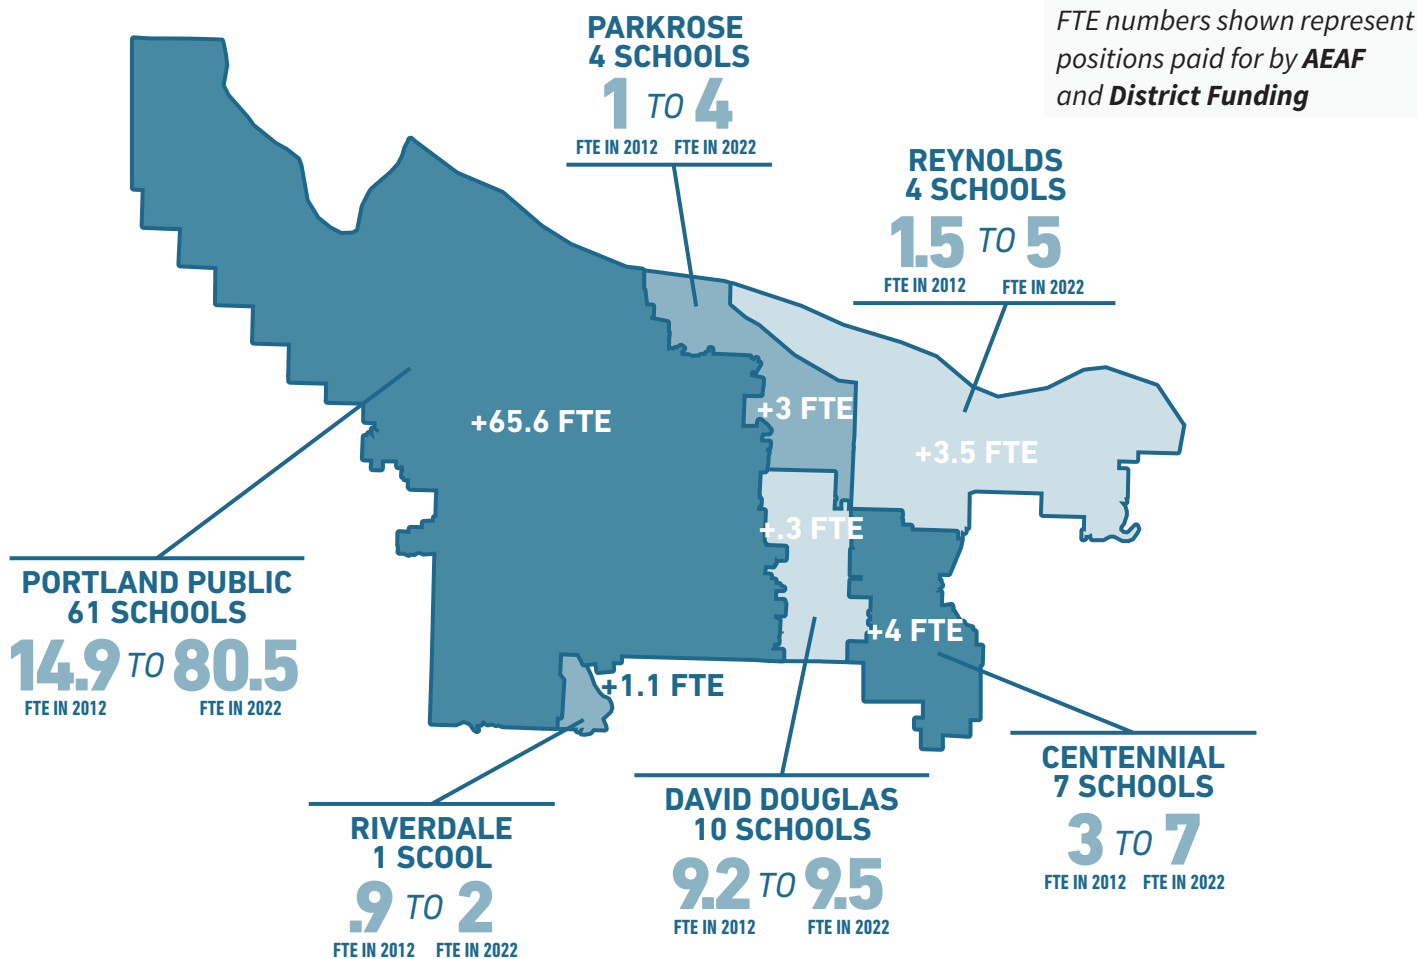 FTE numbers shown represent
positions paid for by AEAF
and District Funding
PARKROSE
4 SCHOOLS
1 TO 4
FTE IN 2012 FTE IN 2022
REYNOLDS
4 SCHOOLS
1.5 TO 5
FTE IN 2012 FTE IN 2022
+65.6 FTE
+3 FTE
+3.5 FTE
+.3 FTE
+4 FTE
+1.1 FTE
PORTLAND PUBLIC
61 SCHOOLS
14.9 TO 80.5
FTE IN 2012 FTE IN 2022
RIVERDALE
1 SCOOL
.9 TO 2
FTE IN 2012 FTE IN 2022
DAVID DOUGLAS
10 SCHOOLS
9.2 TO 9.5
FTE IN 2012 FTE IN 2022
CENTENNIAL
7 SCHOOLS
3 TO 7
FTE IN 2012 FTE IN 2022